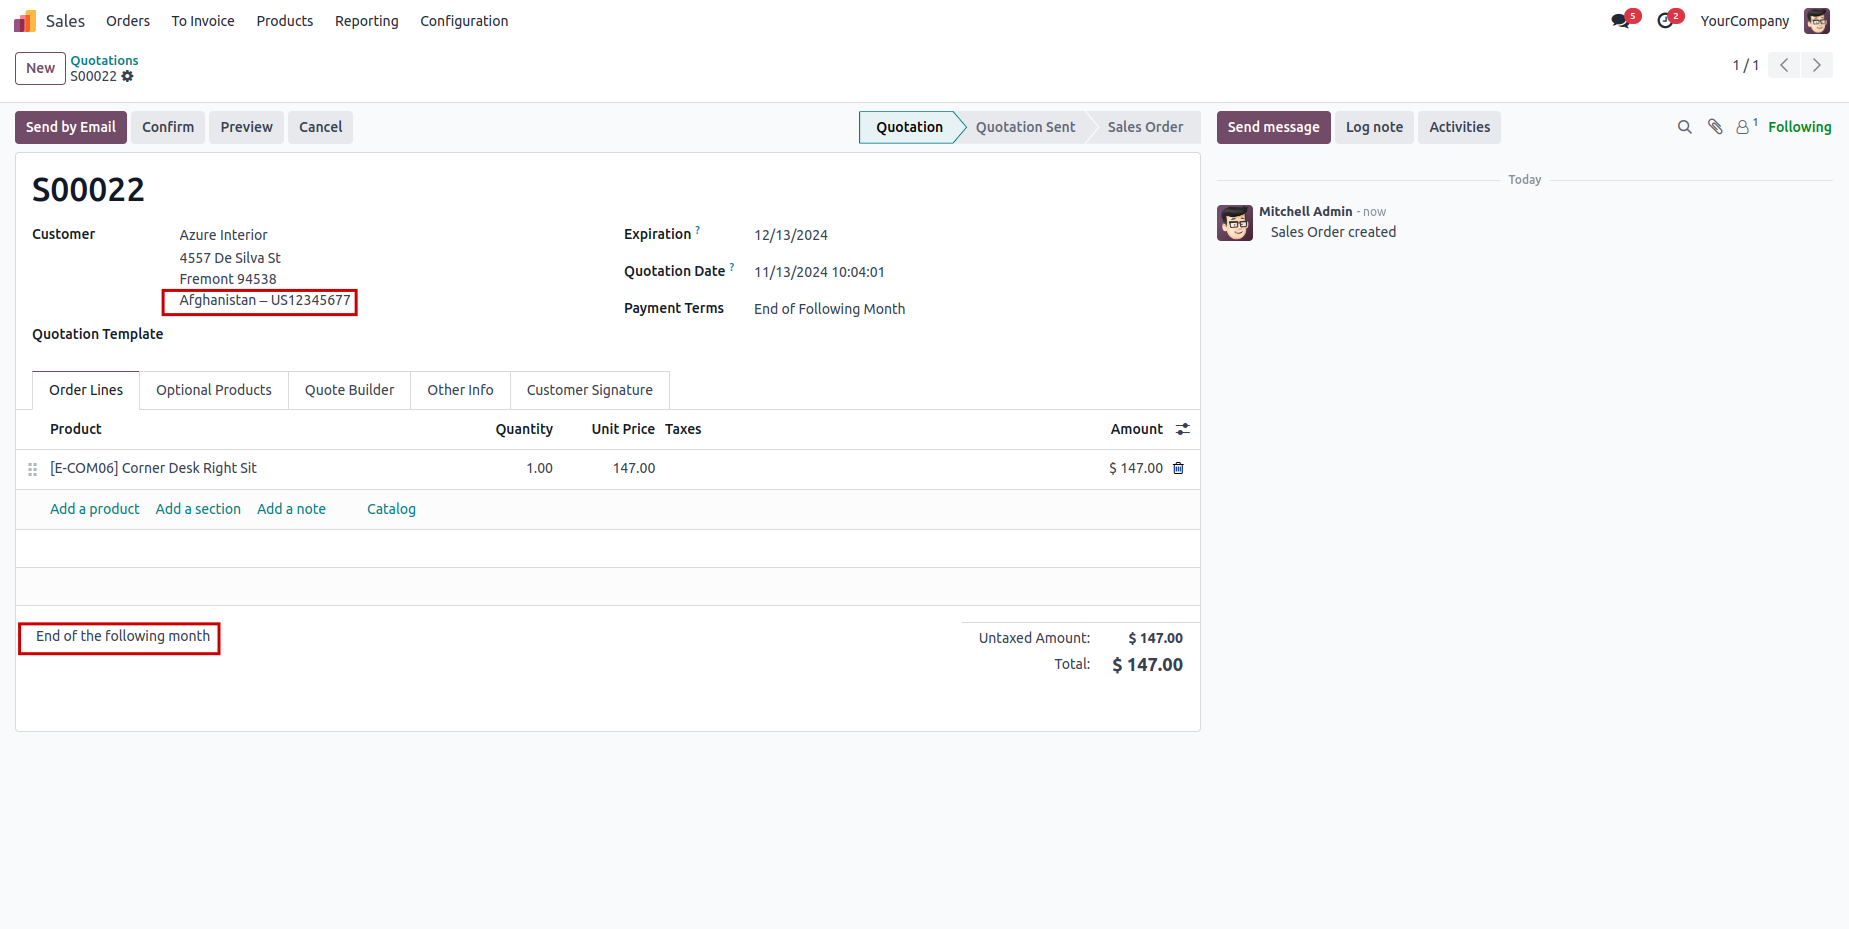 Sales Orders To Invoice Products Reporting Configuration 5 2 YourCompany
New Quotations
S00022
1 / 1
Send by Email Confirm Preview Cancel Quotation Quotation Sent Sales Order Send message Log note Activities 1 Following
S00022
Customer Azure Interior
4557 De Silva St
Fremont 94538
Afghanistan – US12345677
Quotation Template
Expiration ? 12/13/2024
Quotation Date ? 11/13/2024 10:04:01
Payment Terms End of Following Month
Today
Mitchell Admin - now
Sales Order created
Order Lines Optional Products Quote Builder Other Info Customer Signature
Product Quantity Unit Price Taxes Amount
[E-COM06] Corner Desk Right Sit 1.00 147.00 $ 147.00
Add a product Add a section Add a note Catalog
End of the following month
Untaxed Amount: $ 147.00
Total: $ 147.00